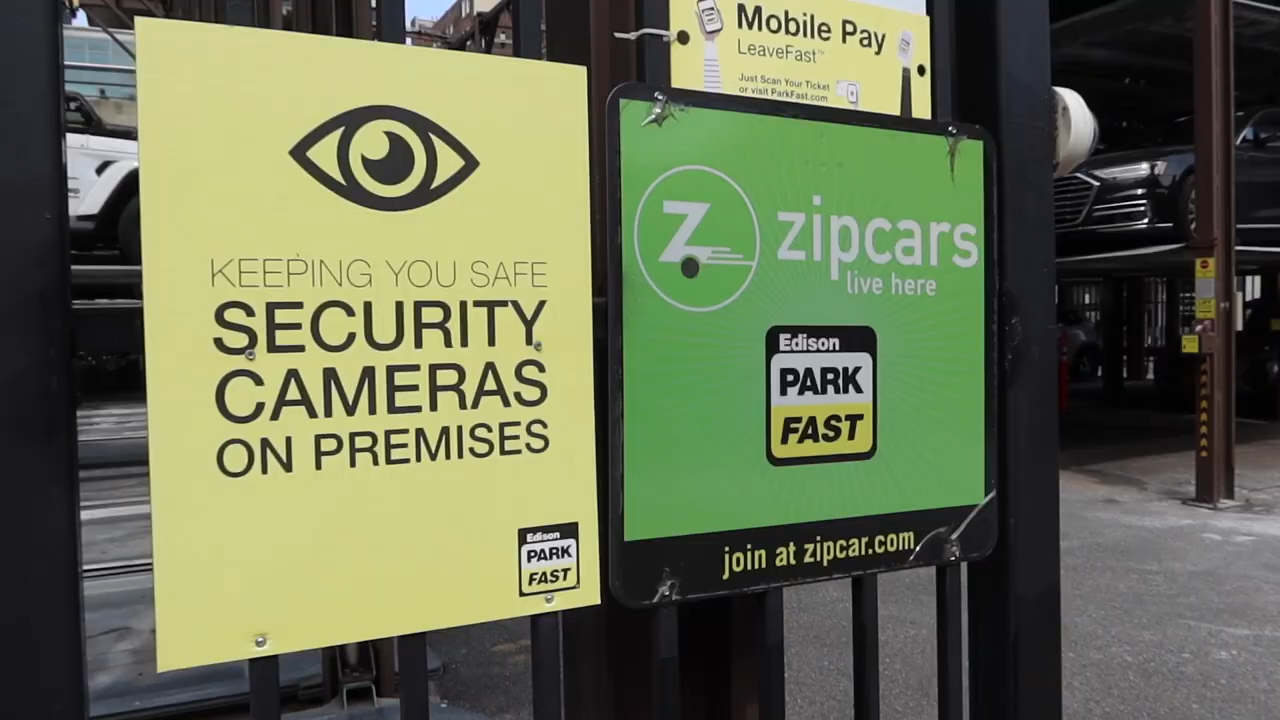 KEEPING YOU SAFE
SECURITY
CAMERAS
ON PREMISES
Edison
PARK
FAST
Mobile Pay
LeaveFast™
Just Scan Your Ticket
or visit ParkFast.com
Z
zipcars
live here
Edison
PARK
FAST
join at zipcar.com